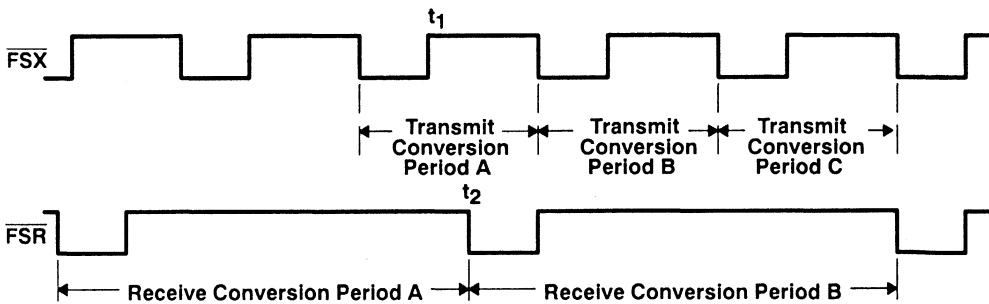 t1
FSX
Transmit Conversion Period A
Transmit Conversion Period B
Transmit Conversion Period C
t2
FSR
Receive Conversion Period A
Receive Conversion Period B